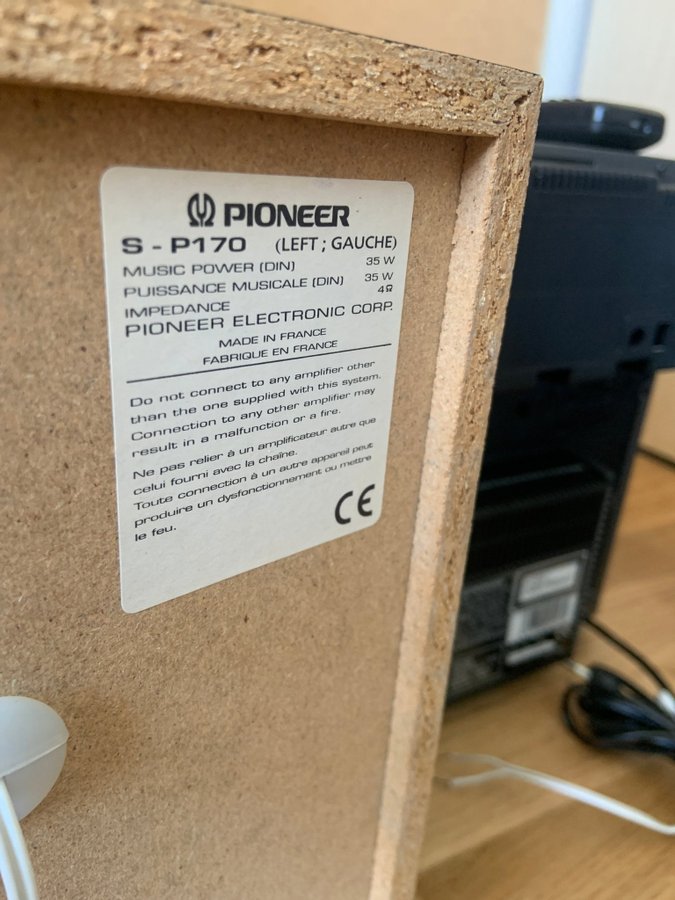 PIONEER
S - P170 (LEFT ; GAUCHE)
MUSIC POWER (DIN) 35 W
PUISSANCE MUSICALE (DIN) 35 W
IMPEDANCE 4Ω
PIONEER ELECTRONIC CORP.
MADE IN FRANCE
FABRIQUE EN FRANCE
Do not connect to any amplifier other
than the one supplied with this system.
Connection to any other amplifier may
result in a malfunction or a fire.
Ne pas relier à un amplificateur autre que
celui fourni avec la chaîne.
Toute connection à un autre appareil peut
produire un dysfonctionnement ou mettre
le feu.
CE